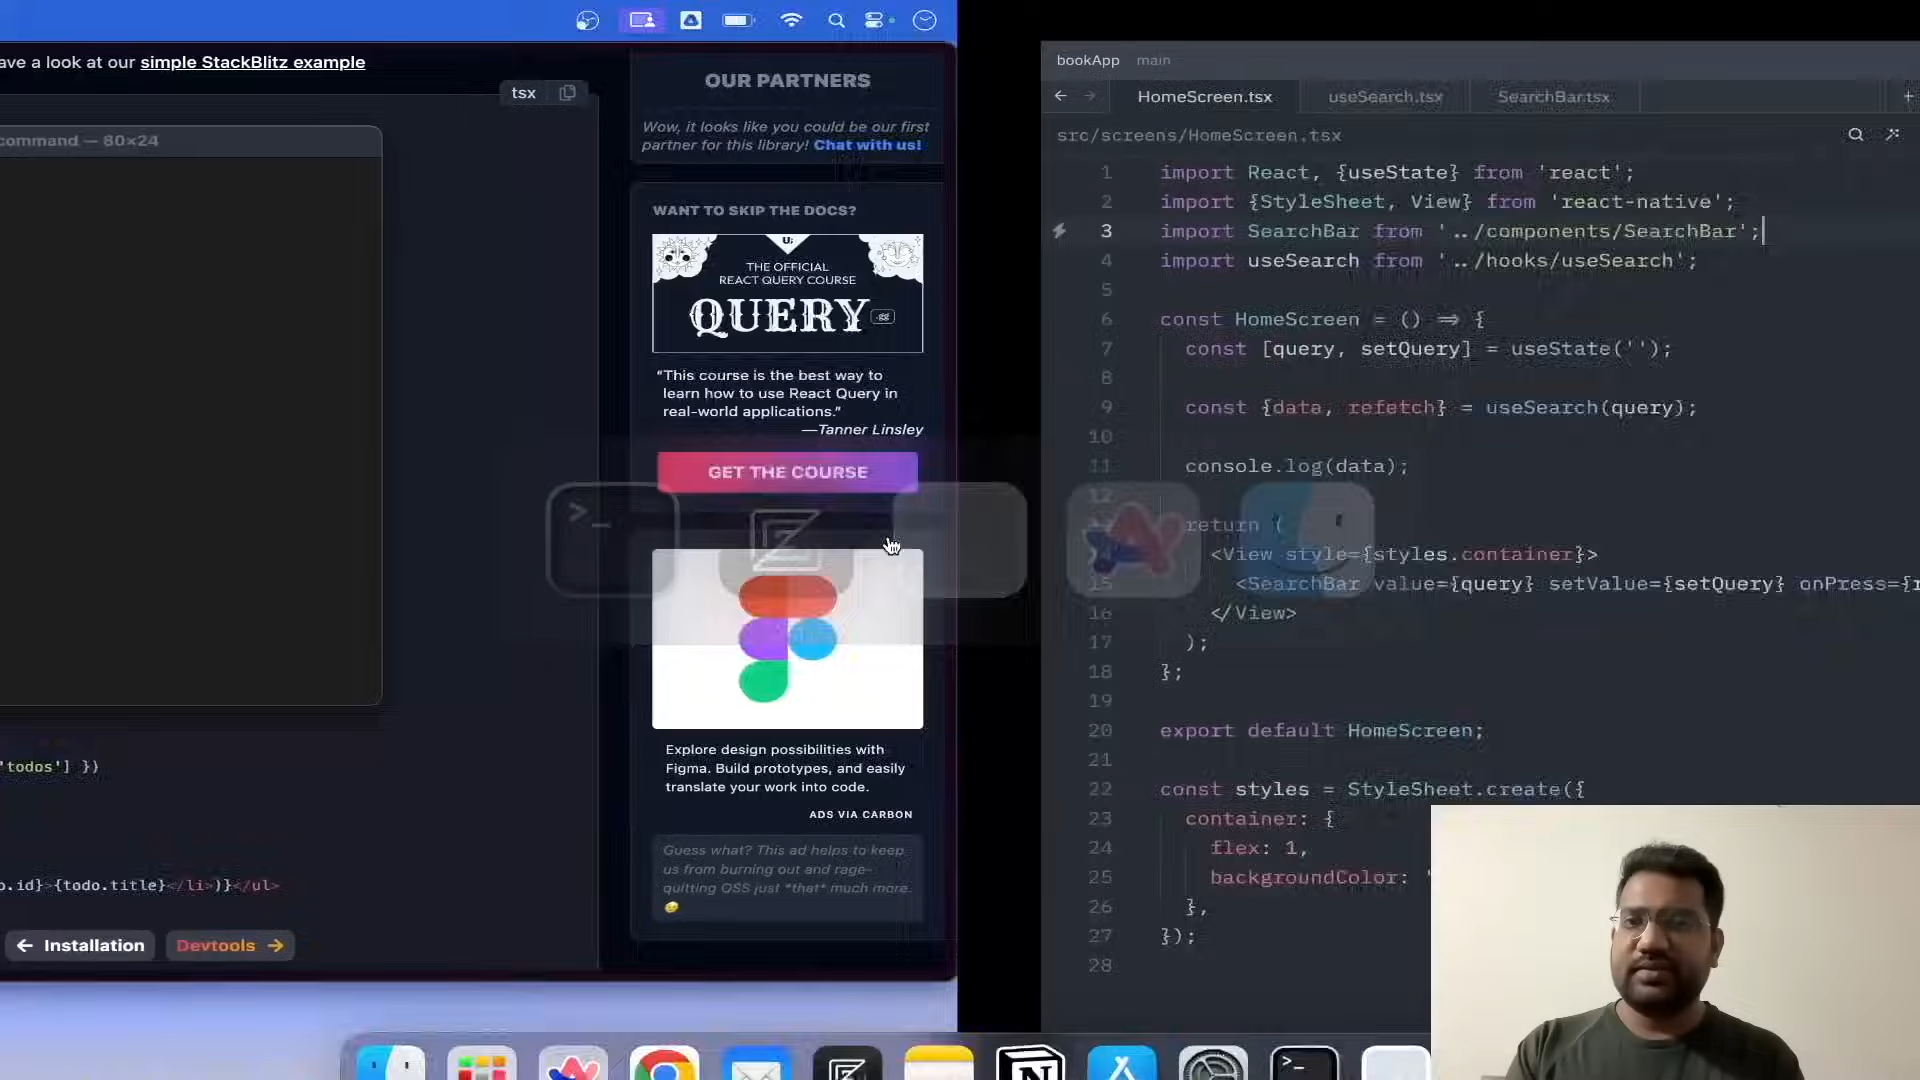 ave a look at our simple StackBlitz example
tsx
command — 80×24
'todos'] })
o.id}>{todo.title}</li>)}</ul>
← Installation
Devtools →
OUR PARTNERS
Wow, it looks like you could be our first
partner for this library! Chat with us!
WANT TO SKIP THE DOCS?
THE OFFICIAL
REACT QUERY COURSE
QUERY
.gg
“This course is the best way to
learn how to use React Query in
real-world applications.”
—Tanner Linsley
GET THE COURSE
Explore design possibilities with
Figma. Build prototypes, and easily
translate your work into code.
ADS VIA CARBON
Guess what? This ad helps to keep
us from burning out and rage-
quitting OSS just *that* much more.
bookApp main
HomeScreen.tsx
useSearch.tsx
SearchBar.tsx
src/screens/HomeScreen.tsx
1 import React, {useState} from 'react';
2 import {StyleSheet, View} from 'react-native';
3 import SearchBar from '../components/SearchBar';
4 import useSearch from '../hooks/useSearch';
5
6 const HomeScreen = () => {
7 const [query, setQuery] = useState('');
8
9 const {data, refetch} = useSearch(query);
10
11 console.log(data);
12
return (
<View style={styles.container}>
15 <SearchBar value={query} setValue={setQuery} onPress={r
16 </View>
17 );
18 };
19
20 export default HomeScreen;
21
22 const styles = StyleSheet.create({
23 container: {
24 flex: 1,
25 backgroundColor: '
26 },
27 });
28